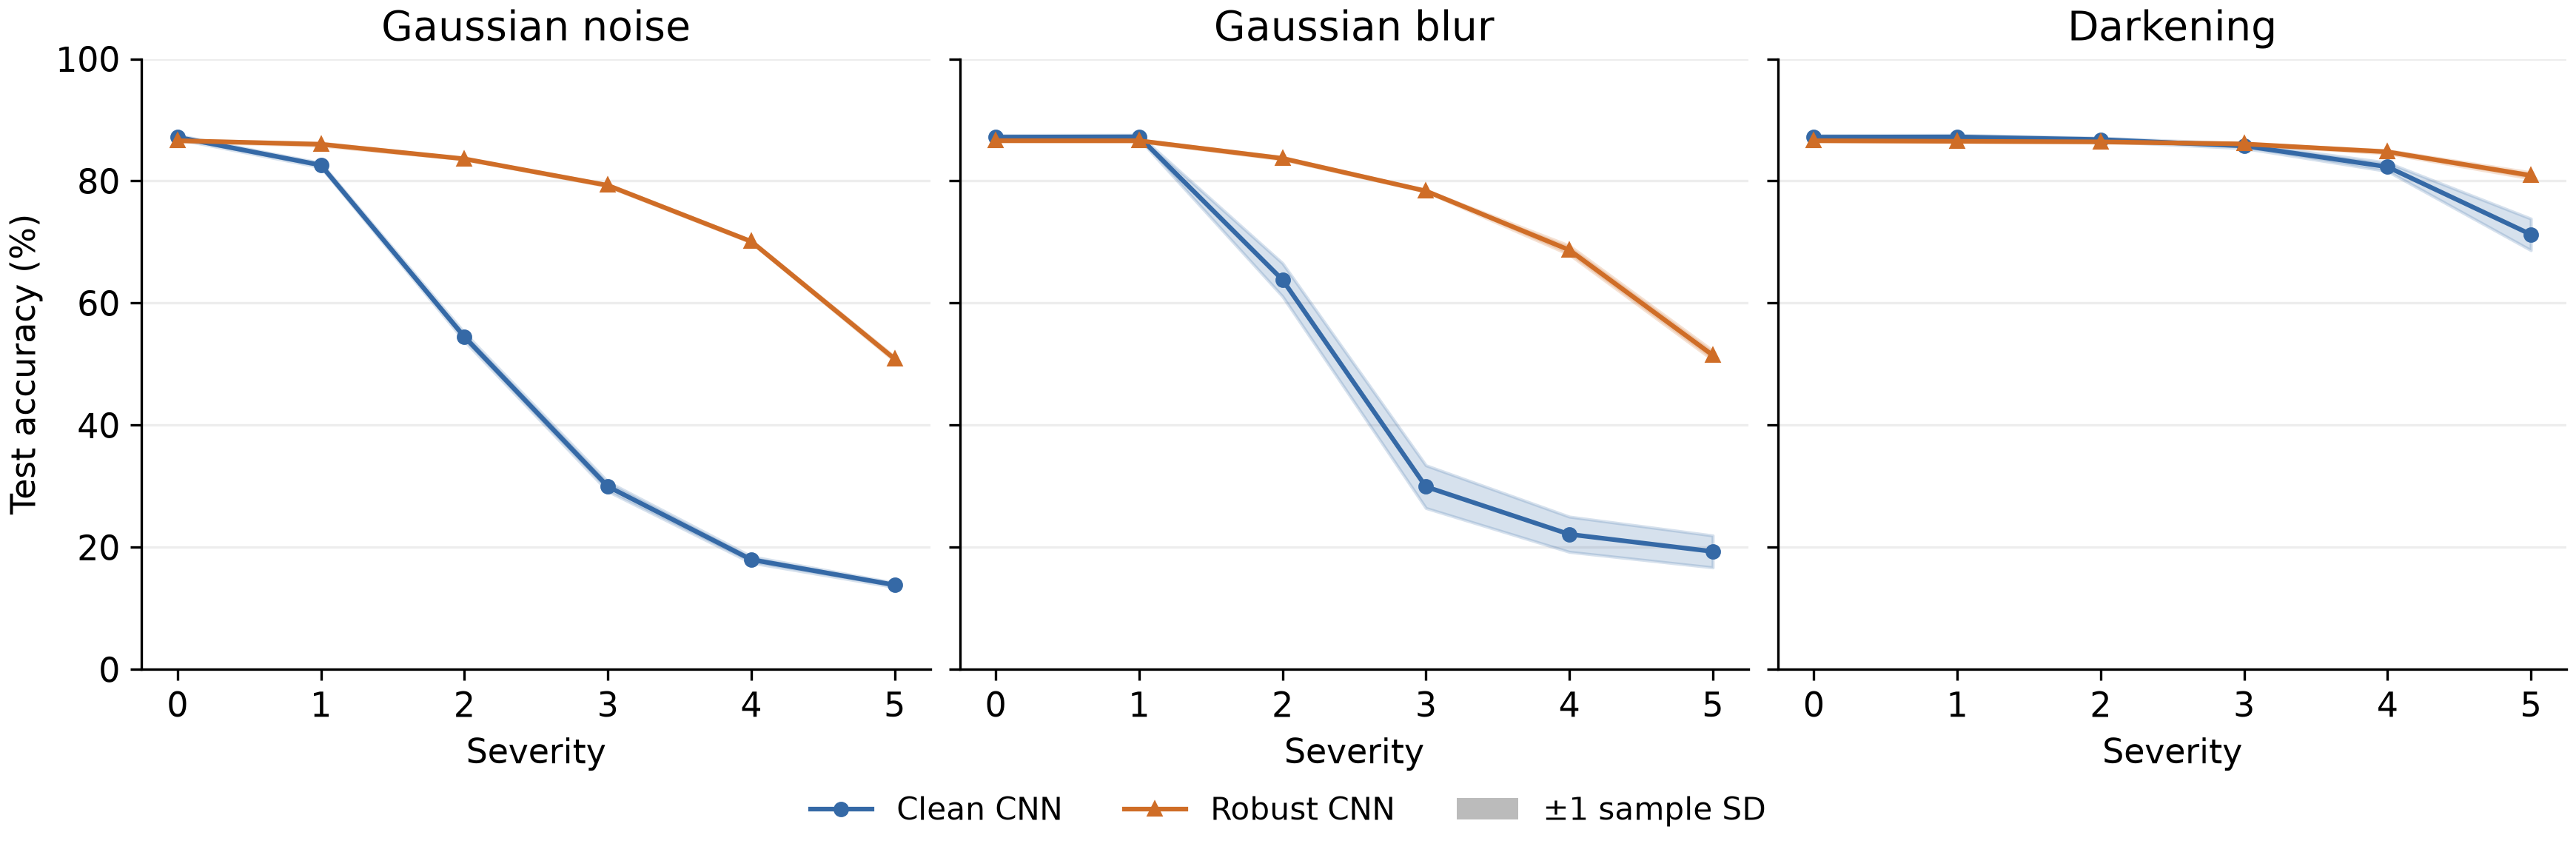 Gaussian noise
Gaussian blur
Darkening
Test accuracy (%)
100
80
60
40
20
0
0 1 2 3 4 5
0 1 2 3 4 5
0 1 2 3 4 5
Severity
Severity
Severity
Clean CNN
Robust CNN
±1 sample SD